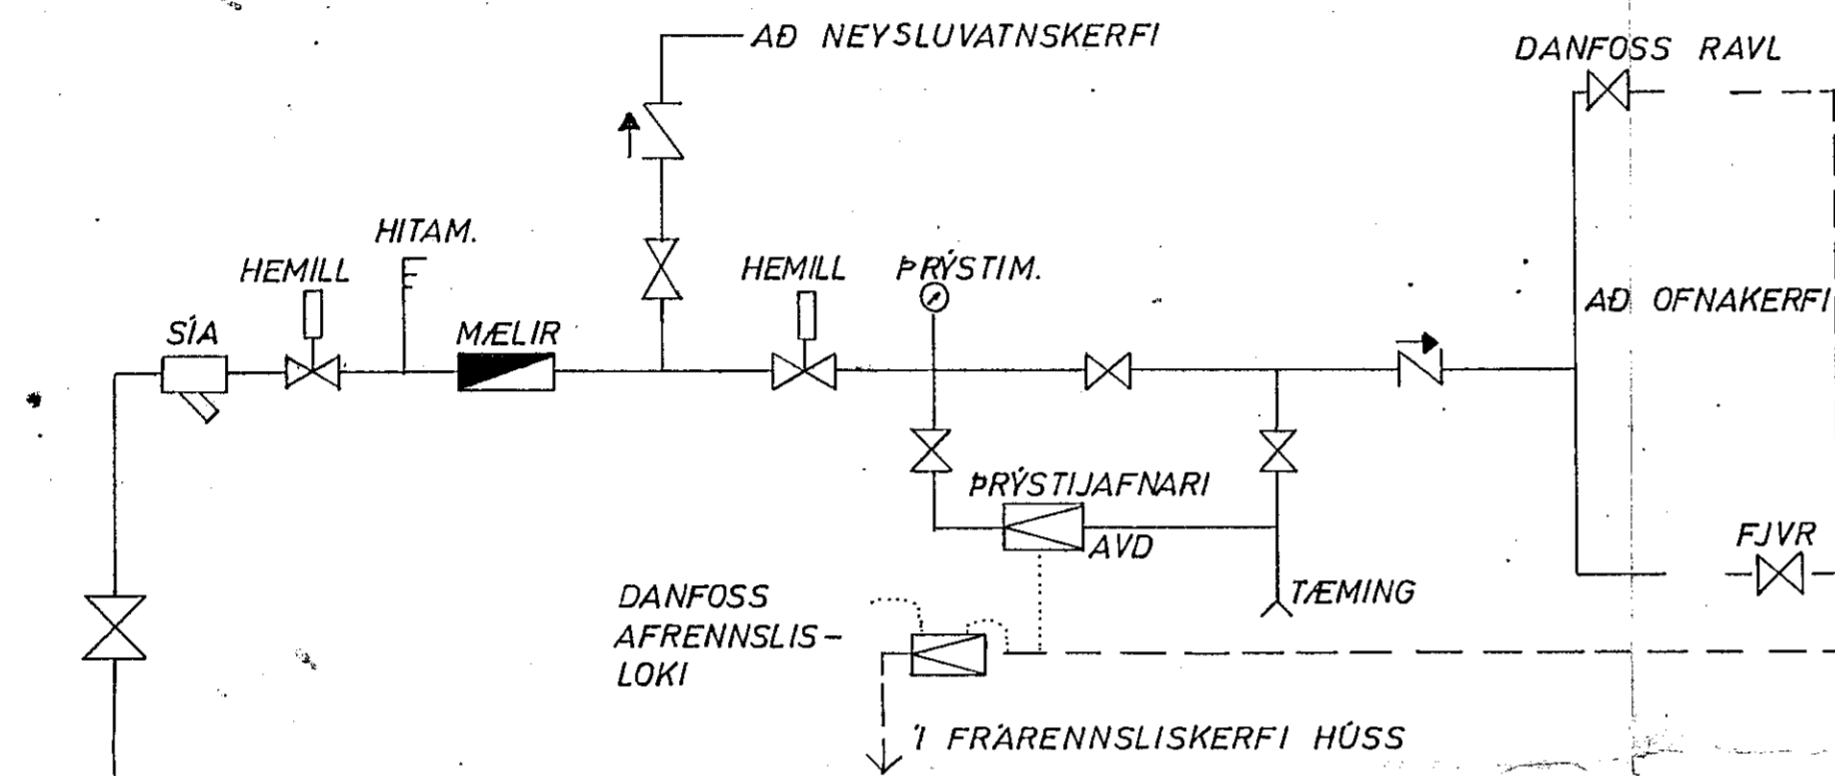 AÐ NEYSLUVATNSKERFI
DANFOSS RAVL
HITAM.
HEMILL
HEMILL
ÞRÝSTIM.
SÍA
MÆLIR
AÐ OFNAKERFI
ÞRÝSTIJAFNARI
AVD
FJVR
TÆMING
DANFOSS
AFRENNSLIS-
LOKI
Í FRÁRENNSLISKERFI HÚSS